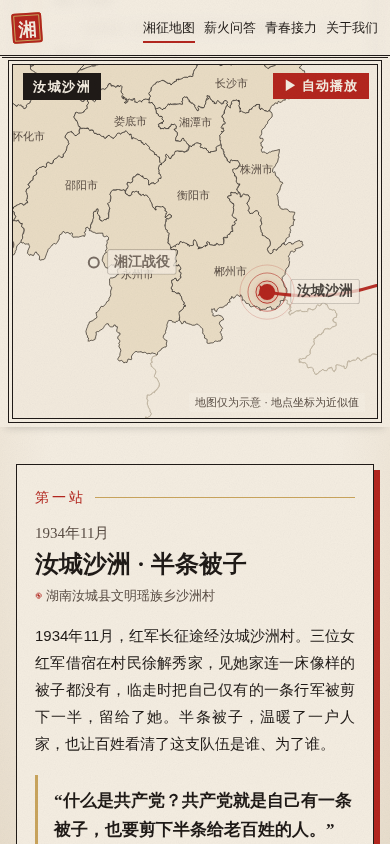 湘
湘征地图 薪火问答 青春接力 关于我们
汝城沙洲
长沙市
▶ 自动播放
娄底市
湘潭市
怀化市
株洲市
邵阳市
衡阳市
湘江战役
永州市
郴州市
汝城沙洲
地图仅为示意 · 地点坐标为近似值
第一站
1934年11月
汝城沙洲 · 半条被子
湖南汝城县文明瑶族乡沙洲村
1934年11月，红军长征途经汝城沙洲村。三位女
红军借宿在村民徐解秀家，见她家连一床像样的
被子都没有，临走时把自己仅有的一条行军被剪
下一半，留给了她。半条被子，温暖了一户人
家，也让百姓看清了这支队伍是谁、为了谁。
“什么是共产党？共产党就是自己有一条
被子，也要剪下半条给老百姓的人。”